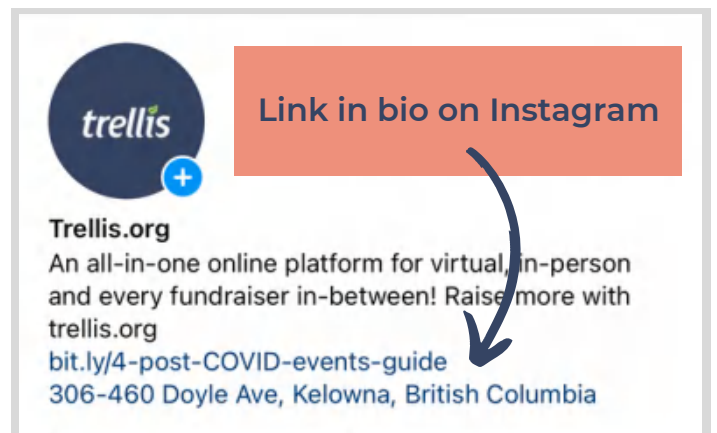 trellis
Link in bio on Instagram
Trellis.org
An all-in-one online platform for virtual, in-person
and every fundraiser in-between! Raise more with
trellis.org
bit.ly/4-post-COVID-events-guide
306-460 Doyle Ave, Kelowna, British Columbia